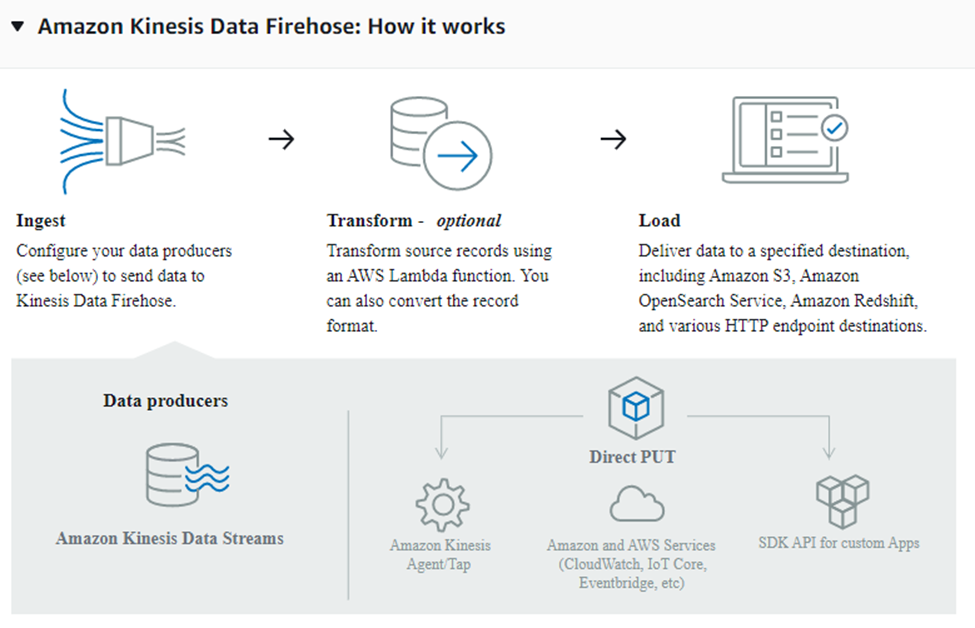 Amazon Kinesis Data Firehose: How it works
Ingest
Configure your data producers
(see below) to send data to
Kinesis Data Firehose.
Transform - optional
Transform source records using
an AWS Lambda function. You
can also convert the record
format.
Load
Deliver data to a specified destination,
including Amazon S3, Amazon
OpenSearch Service, Amazon Redshift,
and various HTTP endpoint destinations.
Data producers
Amazon Kinesis Data Streams
Direct PUT
Amazon Kinesis
Agent/Tap
Amazon and AWS Services
(CloudWatch, IoT Core,
Eventbridge, etc)
SDK API for custom Apps